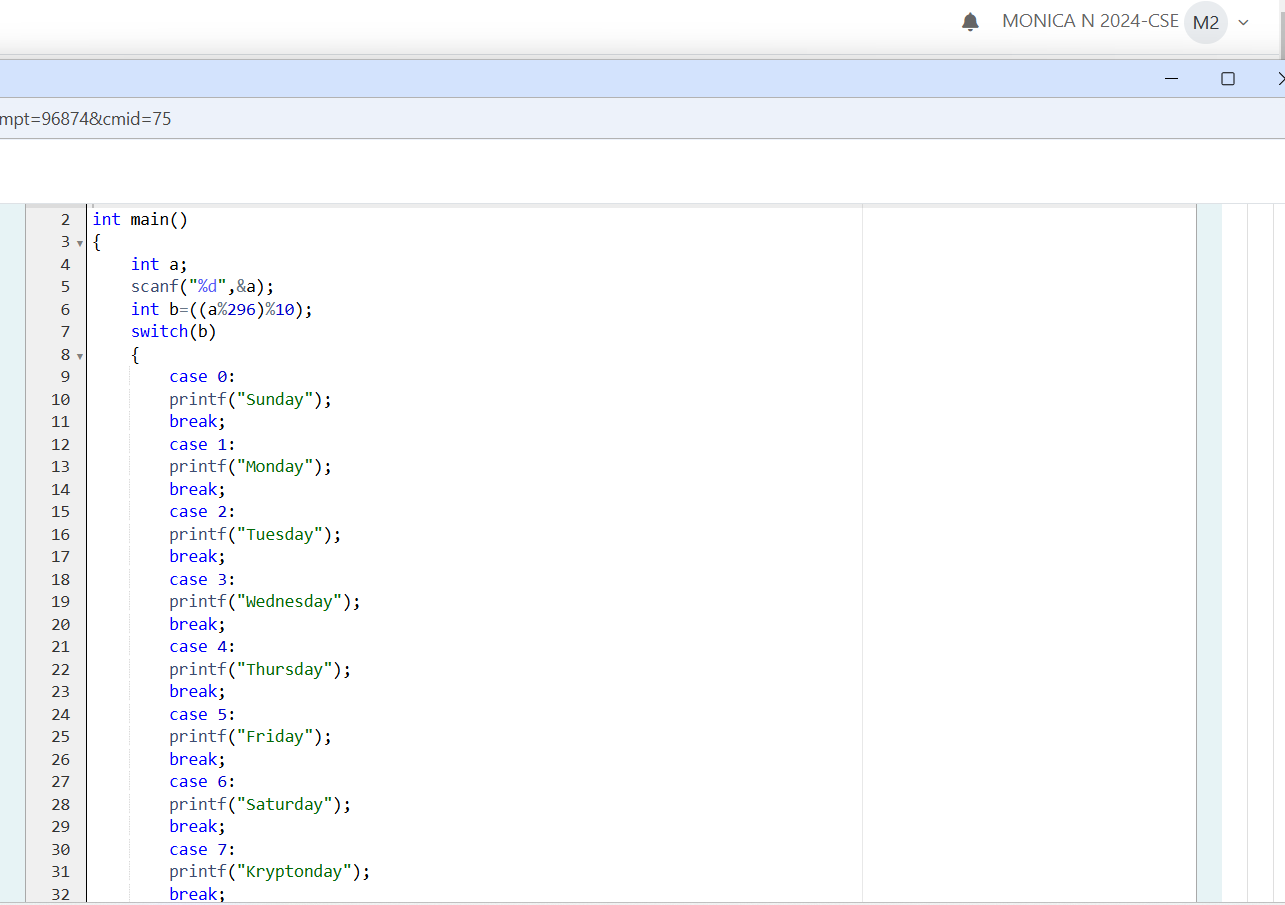 MONICA N 2024-CSE M2
mpt=96874&cmid=75
2 int main()
3 {
4 int a;
5 scanf("%d",&a);
6 int b=((a%296)%10);
7 switch(b)
8 {
9 case 0:
10 printf("Sunday");
11 break;
12 case 1:
13 printf("Monday");
14 break;
15 case 2:
16 printf("Tuesday");
17 break;
18 case 3:
19 printf("Wednesday");
20 break;
21 case 4:
22 printf("Thursday");
23 break;
24 case 5:
25 printf("Friday");
26 break;
27 case 6:
28 printf("Saturday");
29 break;
30 case 7:
31 printf("Kryptonday");
32 break;